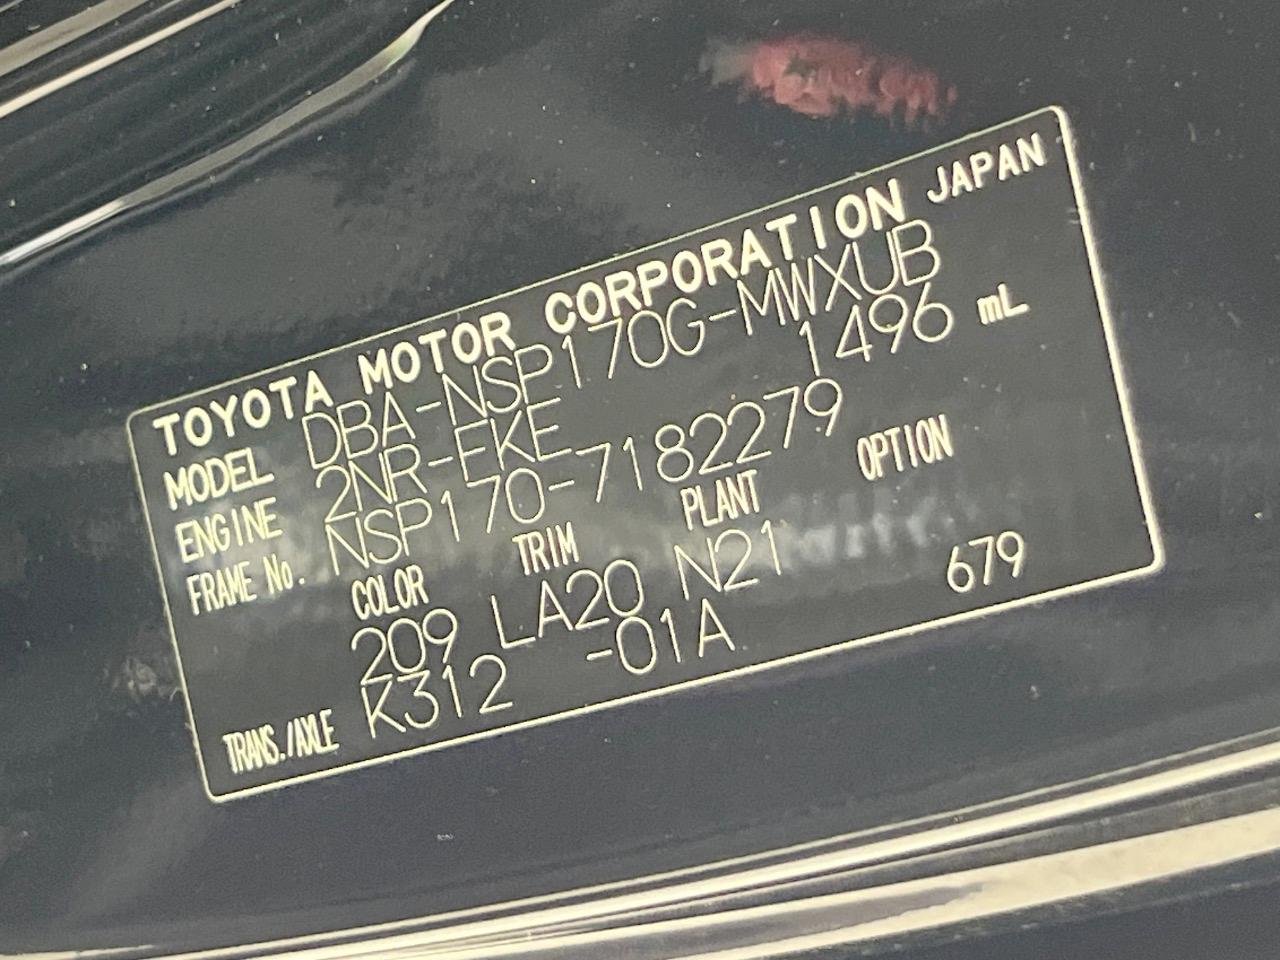 TOYOTA MOTOR CORPORATION JAPAN
MODEL DBA-NSP170G-MWXUB
ENGINE 2NR-EKE 1496 mL
FRAME No. NSP170-7182279
COLOR TRIM PLANT OPTION
209 LA20 N21 679
TRANS./AXLE K312 -01A